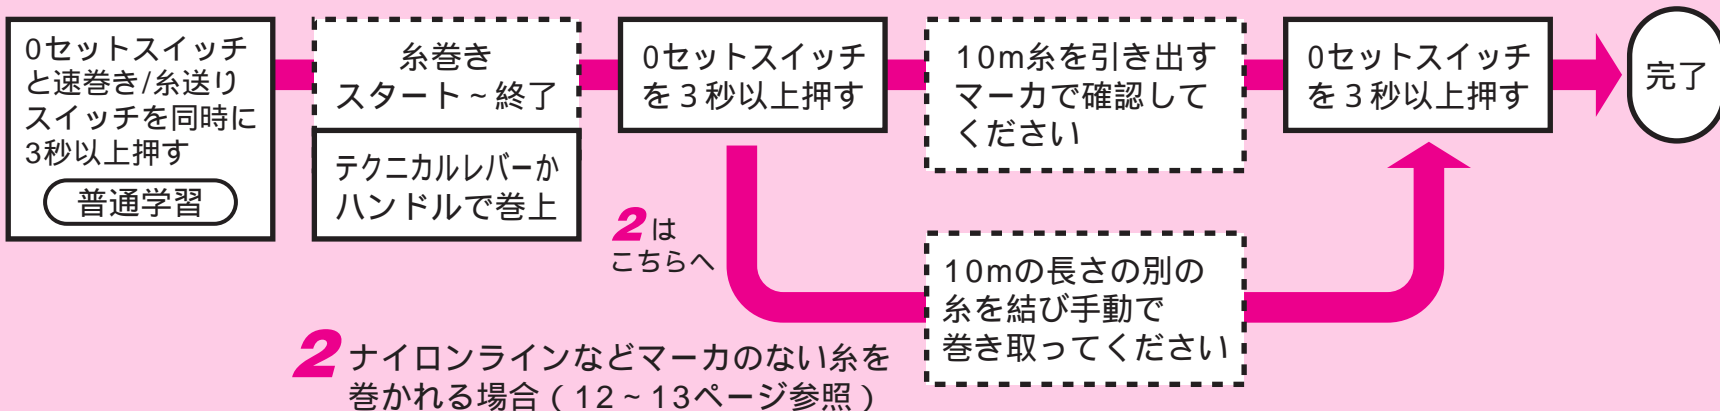 0セットスイッチ
と速巻き/糸送り
スイッチを同時に
3秒以上押す
普通学習
糸巻き
スタート~終了
テクニカルレバーか
ハンドルで巻上
0セットスイッチ
を3秒以上押す
10m糸を引き出す
マーカで確認して
ください
0セットスイッチ
を3秒以上押す
完了
2は
こちらへ
10mの長さの別の
糸を結び手動で
巻き取ってください
2 ナイロンラインなどマーカのない糸を
巻かれる場合(12~13ページ参照)